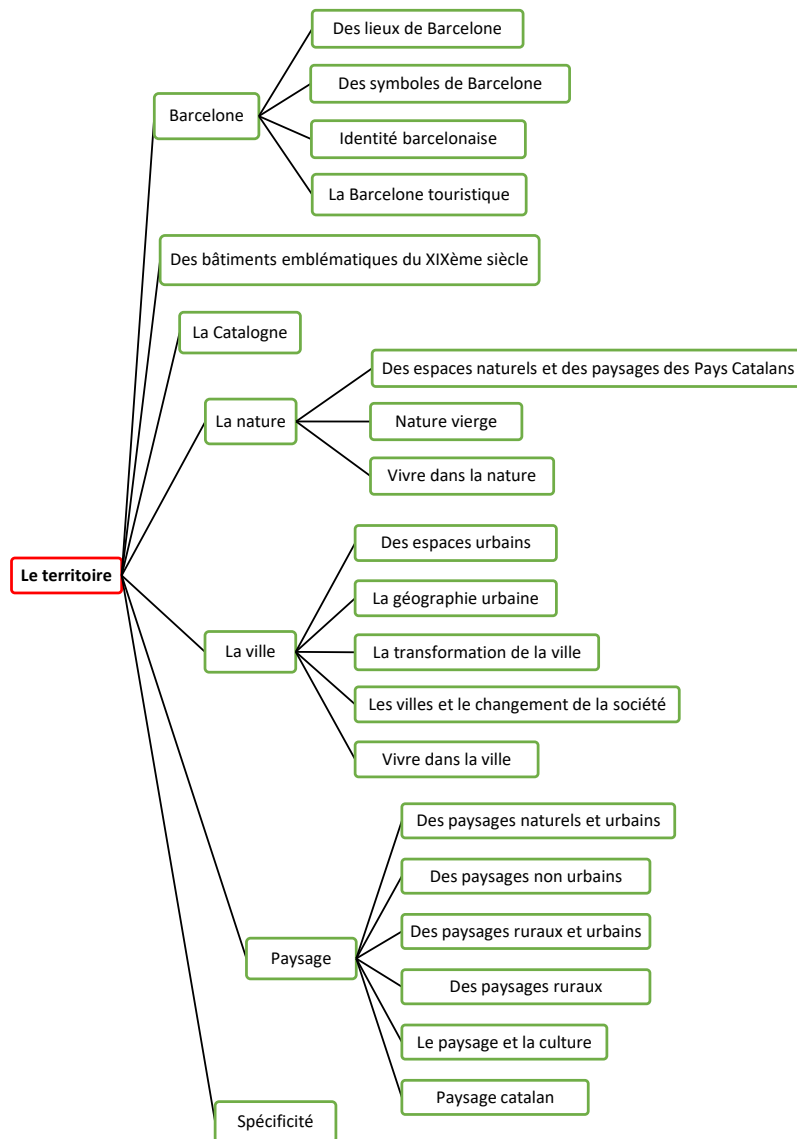 Des lieux de Barcelone
Des symboles de Barcelone
Barcelone
Identité barcelonaise
La Barcelone touristique
Des bâtiments emblématiques du XIXème siècle
La Catalogne
Des espaces naturels et des paysages des Pays Catalans
La nature
Nature vierge
Vivre dans la nature
Des espaces urbains
Le territoire
La géographie urbaine
La ville
La transformation de la ville
Les villes et le changement de la société
Vivre dans la ville
Des paysages naturels et urbains
Des paysages non urbains
Des paysages ruraux et urbains
Paysage
Des paysages ruraux
Le paysage et la culture
Paysage catalan
Spécificité